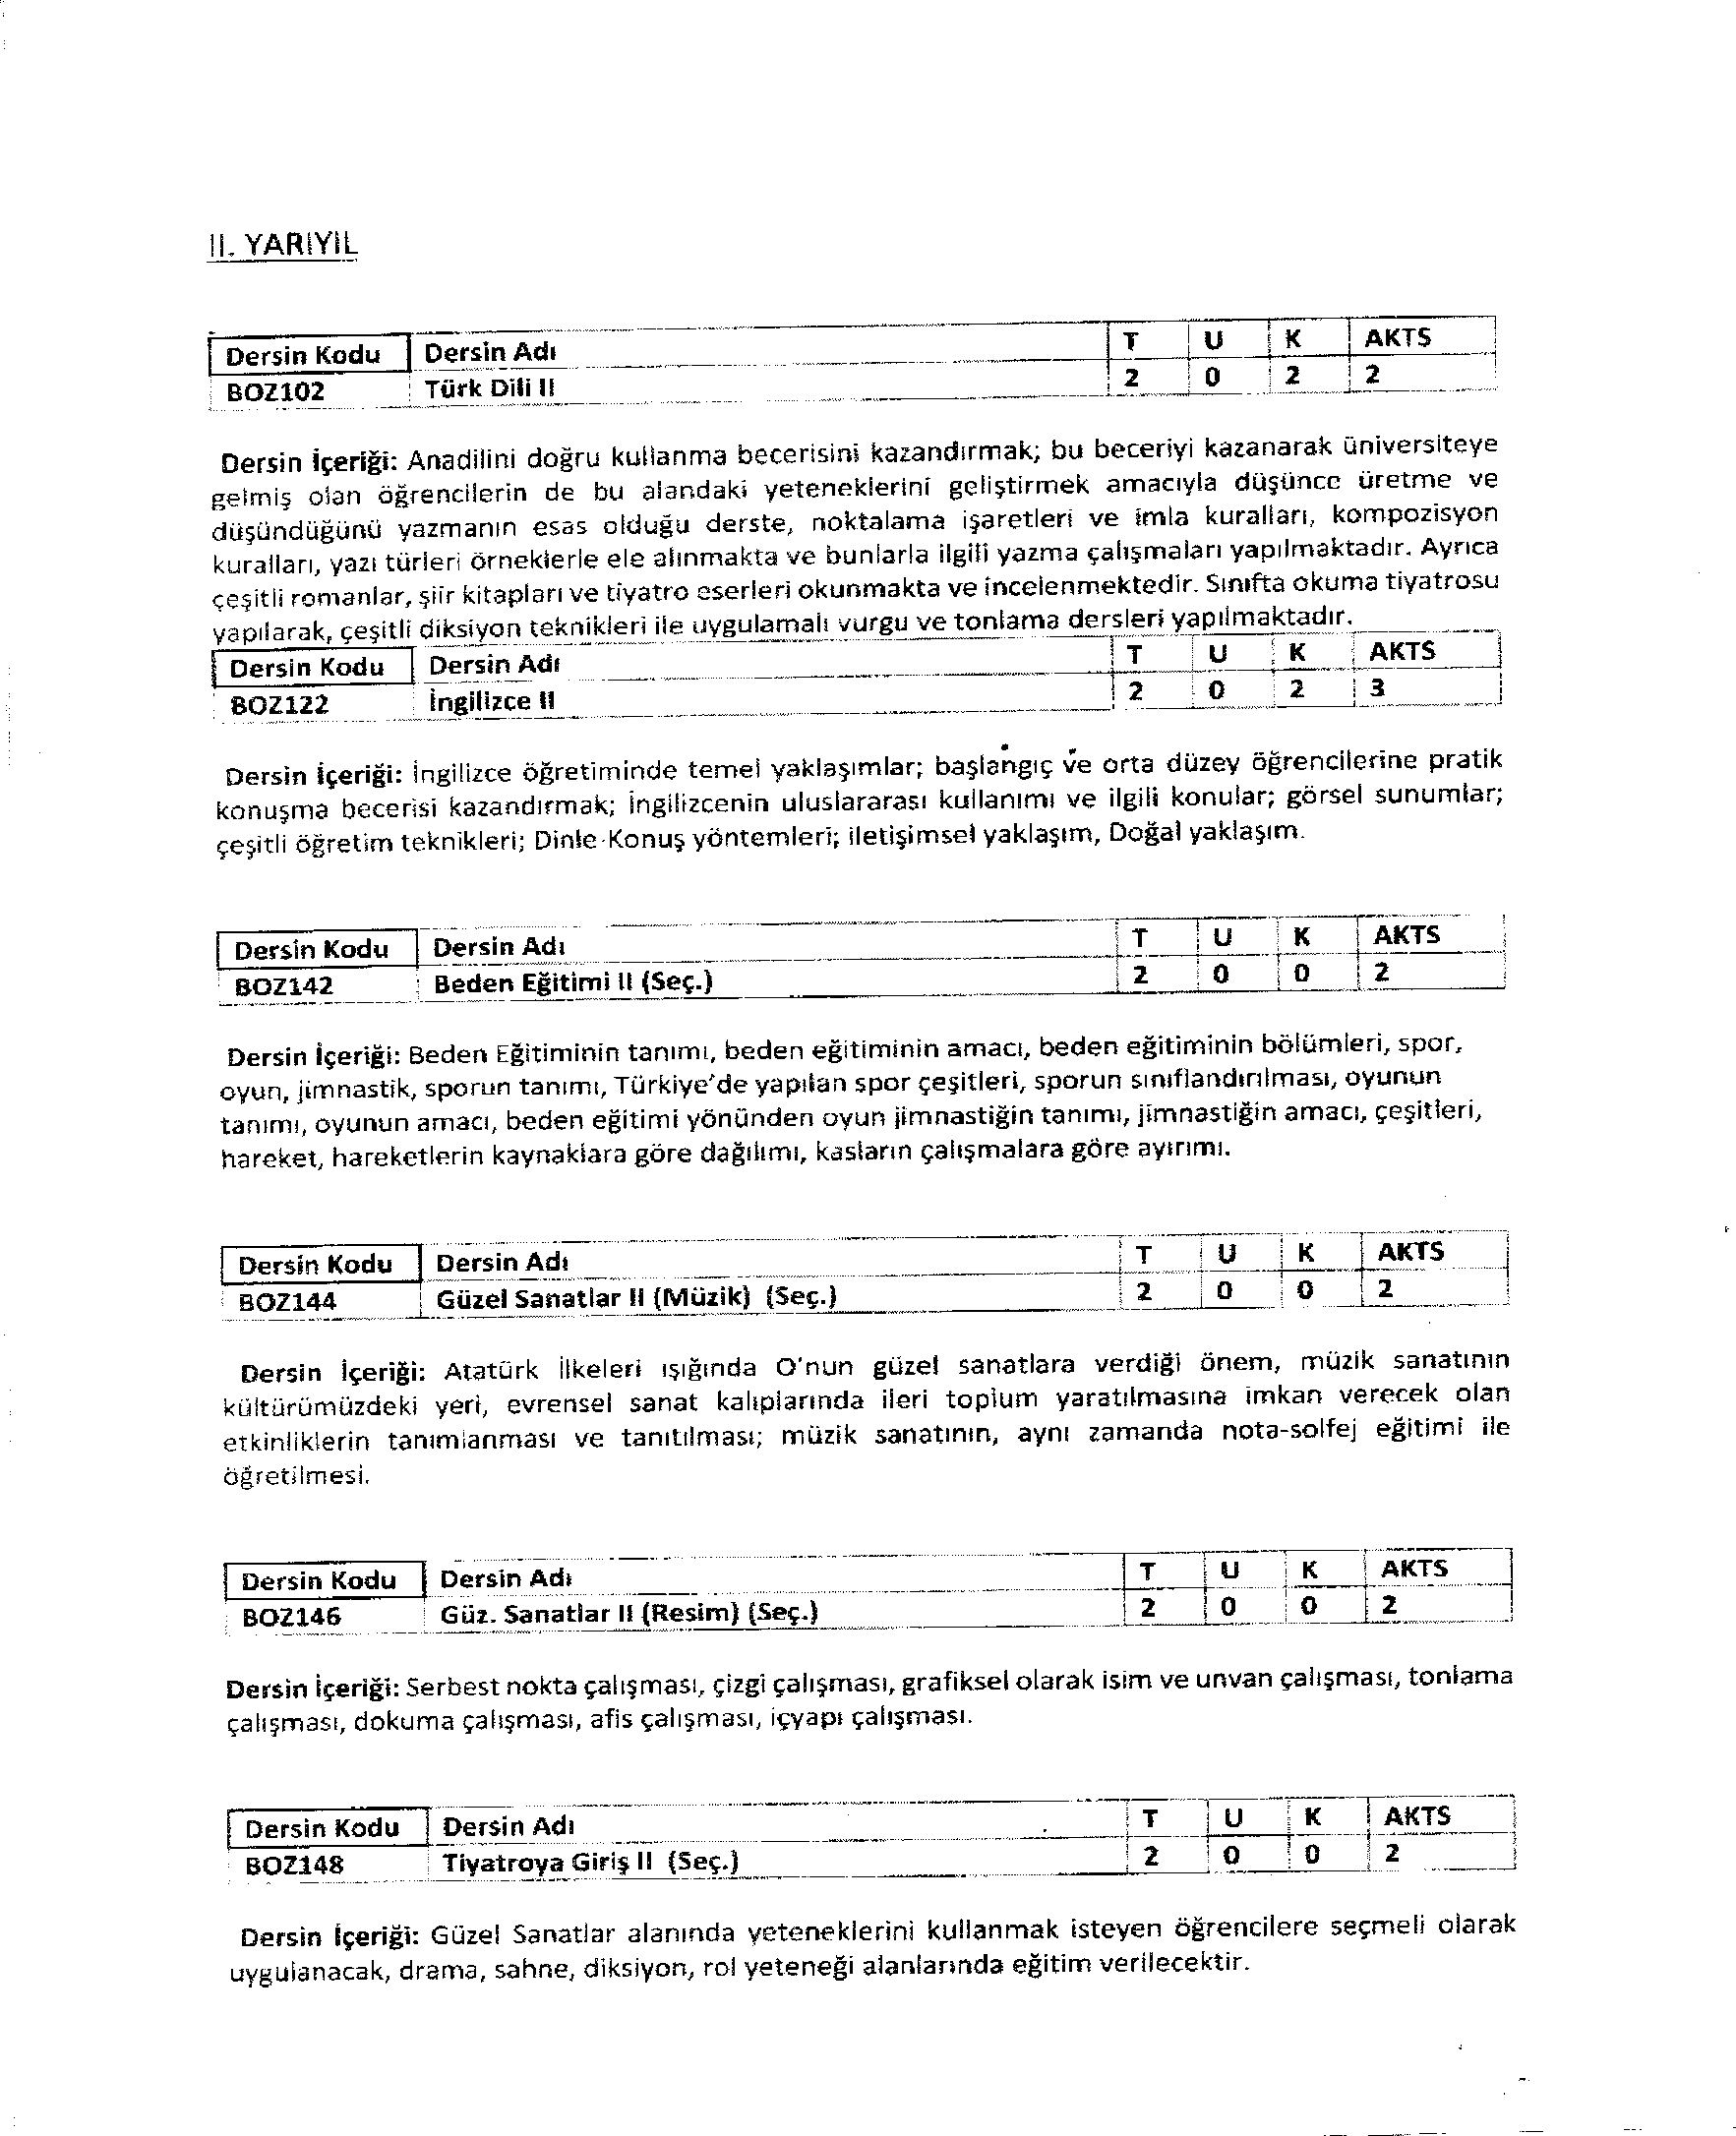 II. YARIYIL
Dersin Kodu Dersin Adı T U K AKTS
BOZ102 Türk Dili II 2 0 2 2
Dersin İçeriği: Anadilini doğru kullanma becerisini kazandırmak; bu beceriyi kazanarak üniversiteye
gelmiş olan öğrencilerin de bu alandaki yeteneklerini geliştirmek amacıyla düşünce üretme ve
düşündüğünü yazmanın esas olduğu derste, noktalama işaretleri ve imla kuralları, kompozisyon
kuralları, yazı türleri örneklerle ele alınmakta ve bunlarla ilgili yazma çalışmaları yapılmaktadır. Ayrıca
çeşitli romanlar, şiir kitapları ve tiyatro eserleri okunmakta ve incelenmektedir. Sınıfta okuma tiyatrosu
yapılarak, çeşitli diksiyon teknikleri ile uygulamalı vurgu ve tonlama dersleri yapılmaktadır.
Dersin Kodu Dersin Adı T U K AKTS
BOZ122 İngilizce II 2 0 2 3
Dersin İçeriği: İngilizce öğretiminde temel yaklaşımlar; başlangıç ve orta düzey öğrencilerine pratik
konuşma becerisi kazandırmak; İngilizcenin uluslararası kullanımı ve ilgili konular; görsel sunumlar;
çeşitli öğretim teknikleri; Dinle-Konuş yöntemleri; iletişimsel yaklaşım, Doğal yaklaşım.
Dersin Kodu Dersin Adı T U K AKTS
BOZ142 Beden Eğitimi II (Seç.) 2 0 0 2
Dersin İçeriği: Beden Eğitiminin tanımı, beden eğitiminin amacı, beden eğitiminin bölümleri, spor,
oyun, jimnastik, sporun tanımı, Türkiye'de yapılan spor çeşitleri, sporun sınıflandırılması, oyunun
tanımı, oyunun amacı, beden eğitimi yönünden oyun jimnastiğin tanımı, jimnastiğin amacı, çeşitleri,
hareket, hareketlerin kaynaklara göre dağılımı, kasların çalışmalara göre ayırımı.
Dersin Kodu Dersin Adı T U K AKTS
BOZ144 Güzel Sanatlar II (Müzik) (Seç.) 2 0 0 2
Dersin İçeriği: Atatürk İlkeleri ışığında O'nun güzel sanatlara verdiği önem, müzik sanatının
kültürümüzdeki yeri, evrensel sanat kalıplarında ileri toplum yaratılmasına imkan verecek olan
etkinliklerin tanımlanması ve tanıtılması; müzik sanatının, aynı zamanda nota-solfej eğitimi ile
öğretilmesi.
Dersin Kodu Dersin Adı T U K AKTS
BOZ146 Güz. Sanatlar II (Resim) (Seç.) 2 0 0 2
Dersin İçeriği: Serbest nokta çalışması, çizgi çalışması, grafiksel olarak isim ve unvan çalışması, tonlama
çalışması, dokuma çalışması, afis çalışması, içyapı çalışması.
Dersin Kodu Dersin Adı T U K AKTS
BOZ148 Tiyatroya Giriş II (Seç.) 2 0 0 2
Dersin İçeriği: Güzel Sanatlar alanında yeteneklerini kullanmak isteyen öğrencilere seçmeli olarak
uygulanacak, drama, sahne, diksiyon, rol yeteneği alanlarında eğitim verilecektir.